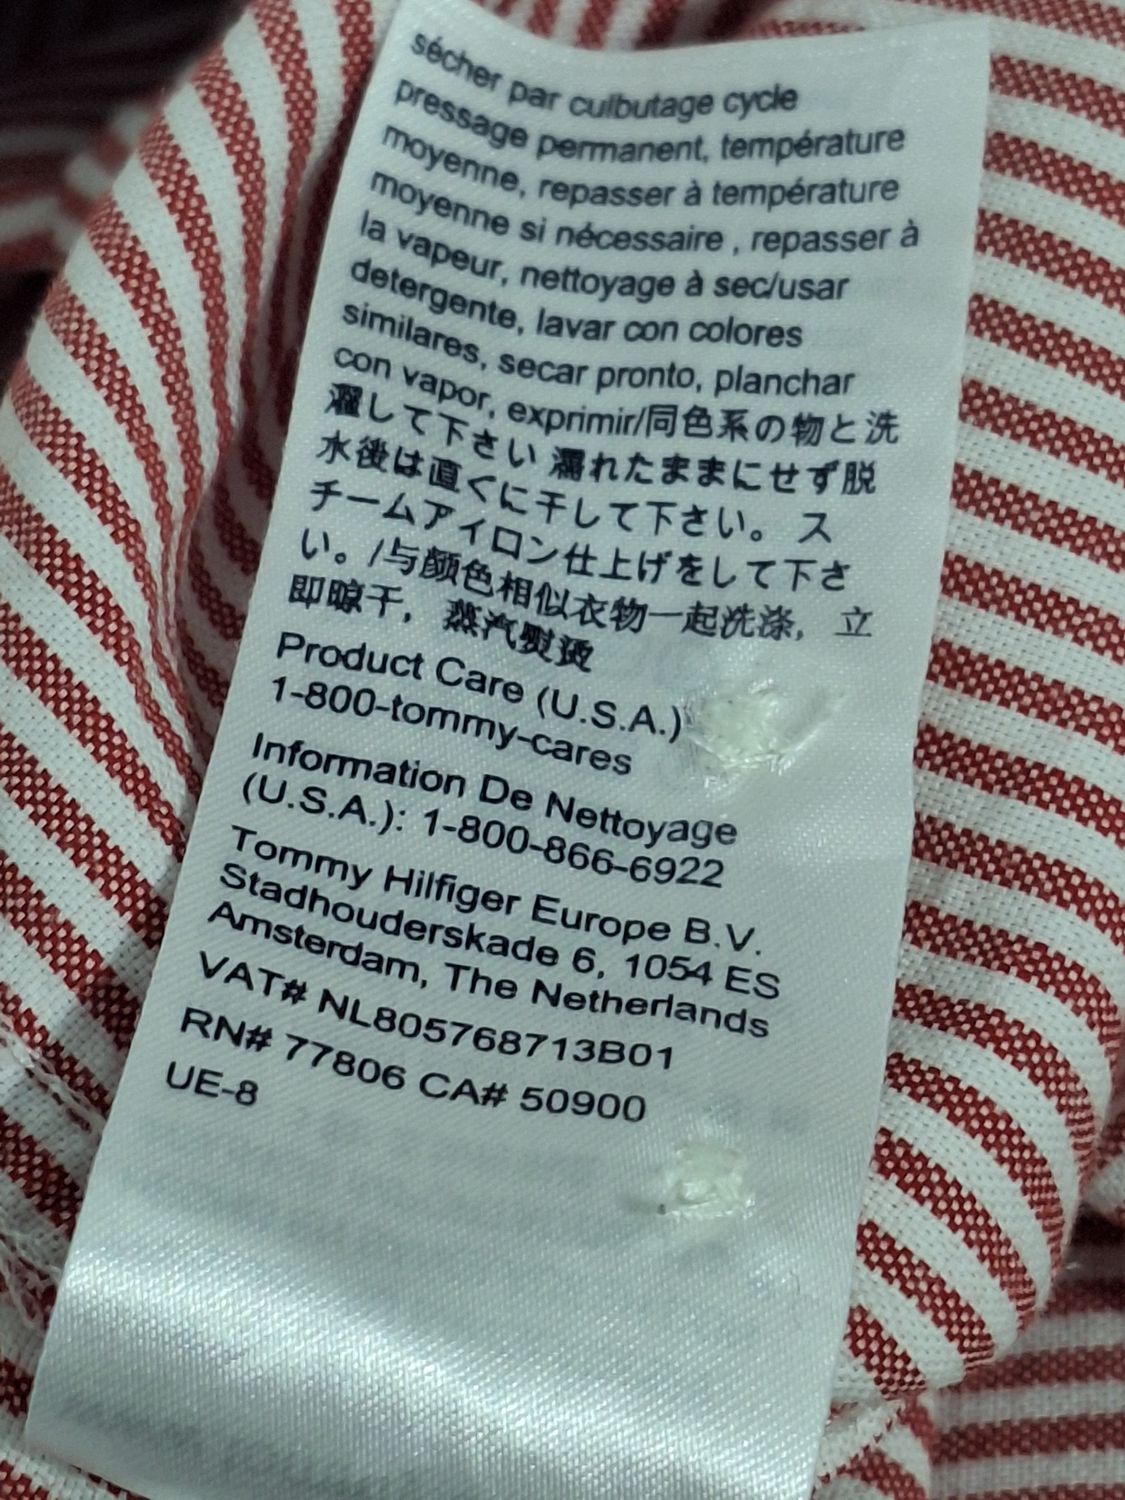 sécher par culbutage cycle
pressage permanent, température
moyenne, repasser à température
moyenne si nécessaire , repasser à
la vapeur, nettoyage à sec/usar
detergente, lavar con colores
similares, secar pronto, planchar
con vapor, exprimir/同色系の物と洗
濯して下さい 濡れたままにせず脱
水後は直ぐに干して下さい。 ス
チームアイロン仕上げをして下さ
い。/与颜色相似衣物一起洗涤, 立
即晾干, 蒸汽熨烫
Product Care (U.S.A.)
1-800-tommy-cares
Information De Nettoyage
(U.S.A.): 1-800-866-6922
Tommy Hilfiger Europe B.V.
Stadhouderskade 6, 1054 ES
Amsterdam, The Netherlands
VAT# NL805768713B01
RN# 77806 CA# 50900
UE-8